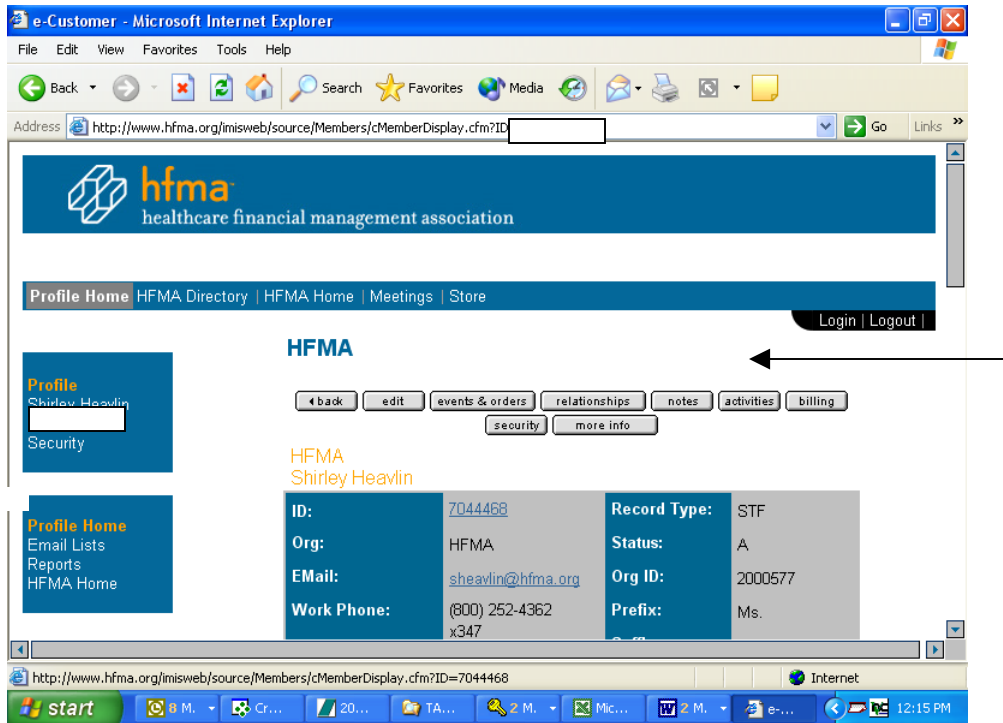 e-Customer - Microsoft Internet Explorer
File Edit View Favorites Tools Help
Back Search Favorites Media
Address http://www.hfma.org/imisweb/source/Members/cMemberDisplay.cfm?ID Go Links »
hfma
healthcare financial management association
Profile Home HFMA Directory | HFMA Home | Meetings | Store
Login | Logout |
HFMA
Profile
Shirley Heavlin
Security
back edit events & orders relationships notes activities billing
security more info
HFMA
Shirley Heavlin
Profile Home
Email Lists
Reports
HFMA Home
ID: 7044468 Record Type: STF
Org: HFMA Status: A
EMail: sheavlin@hfma.org Org ID: 2000577
Work Phone: (800) 252-4362 Prefix: Ms.
x347
http://www.hfma.org/imisweb/source/Members/cMemberDisplay.cfm?ID=7044468 Internet
start 8 M. Cr... 20... TA... 2 M. Mic... 2 M. e-... 12:15 PM